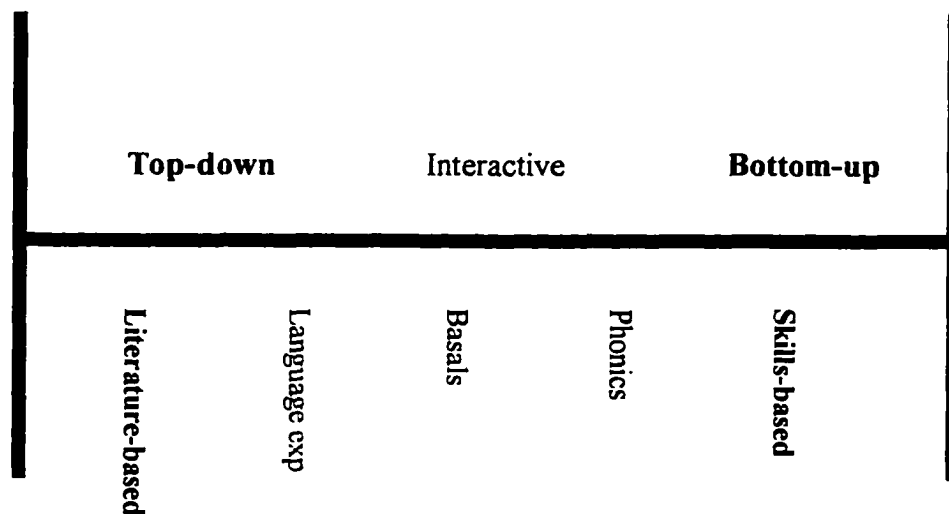 Top-down Interactive Bottom-up
Literature-based
Language exp
Basals
Phonics
Skills-based